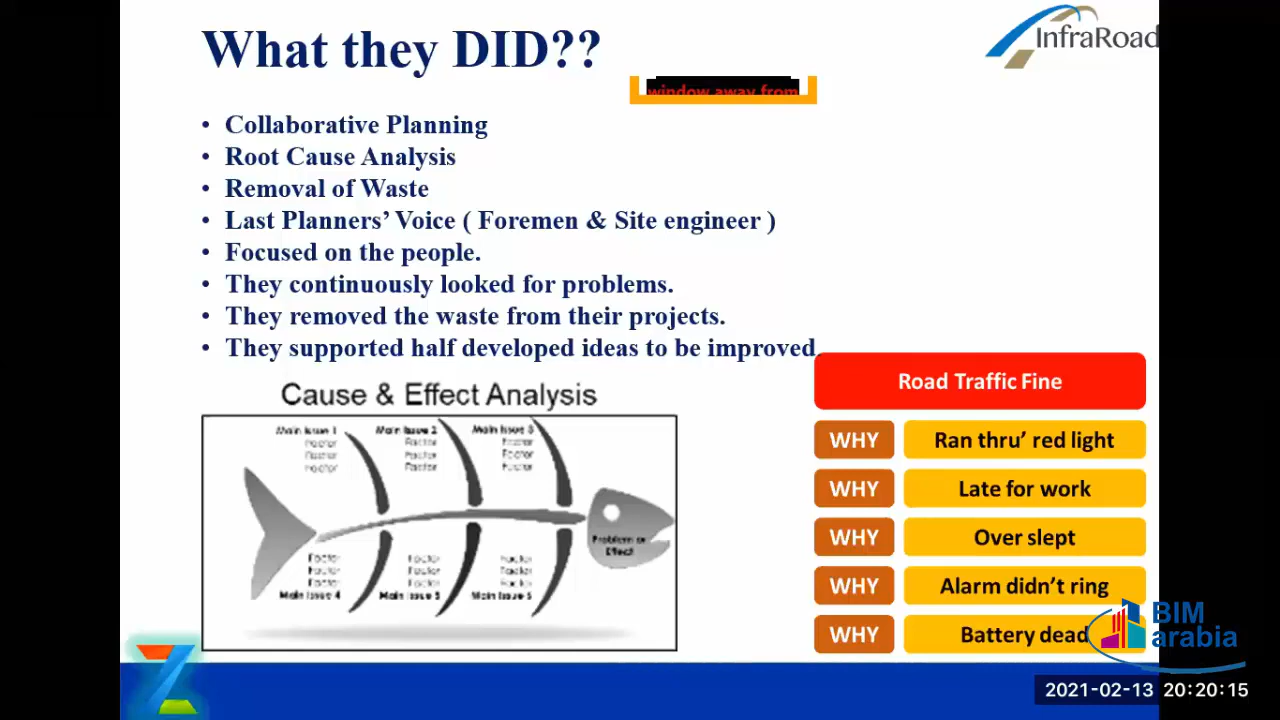 What they DID??
InfraRoad
window away from
• Collaborative Planning
• Root Cause Analysis
• Removal of Waste
• Last Planners’ Voice ( Foremen & Site engineer )
• Focused on the people.
• They continuously looked for problems.
• They removed the waste from their projects.
• They supported half developed ideas to be improved.
Cause & Effect Analysis
Main Issue 1 Main Issue 2 Main Issue 3
Factor Factor Factor
Factor Factor Factor
Factor Factor Factor
Problem or
Effect
Factor Factor Factor
Factor Factor Factor
Factor Factor Factor
Main Issue 4 Main Issue 5 Main Issue 6
Road Traffic Fine
WHY Ran thru’ red light
WHY Late for work
WHY Over slept
WHY Alarm didn’t ring
WHY Battery dead
BIM
arabia
Z
2021-02-13 20:20:15